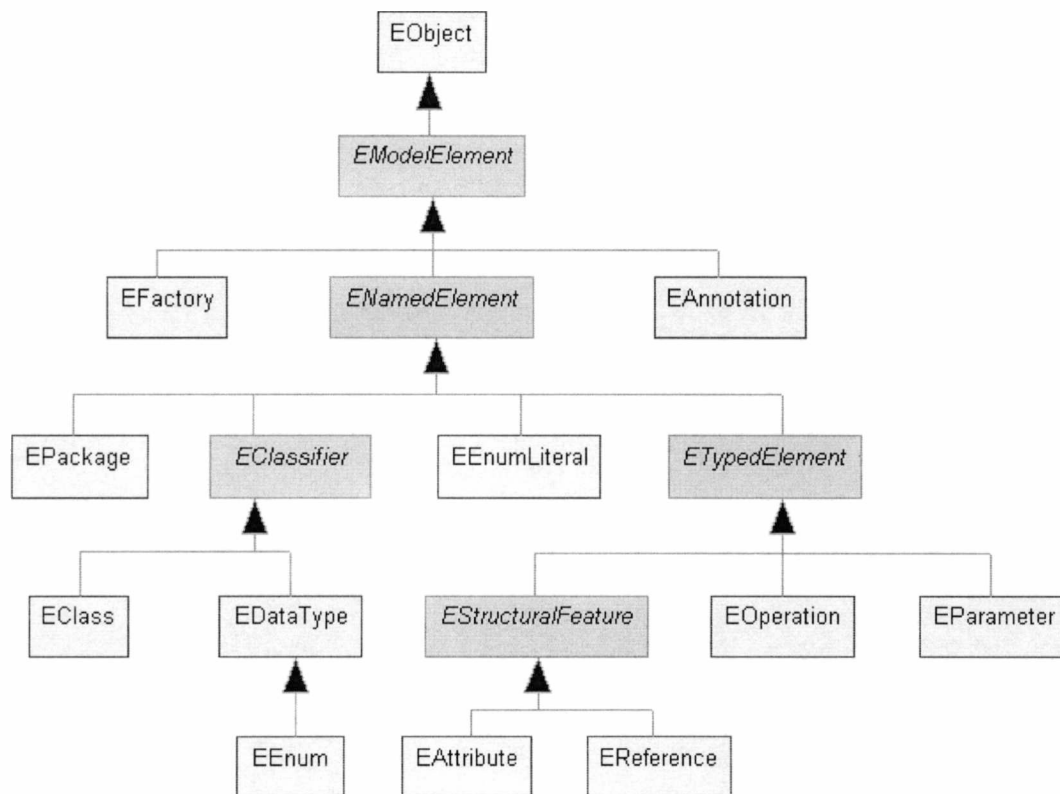 EObject
EModelElement
EFactory
ENamedElement
EAnnotation
EPackage
EClassifier
EEnumLiteral
ETypedElement
EClass
EDataType
EStructuralFeature
EOperation
EParameter
EEnum
EAttribute
EReference